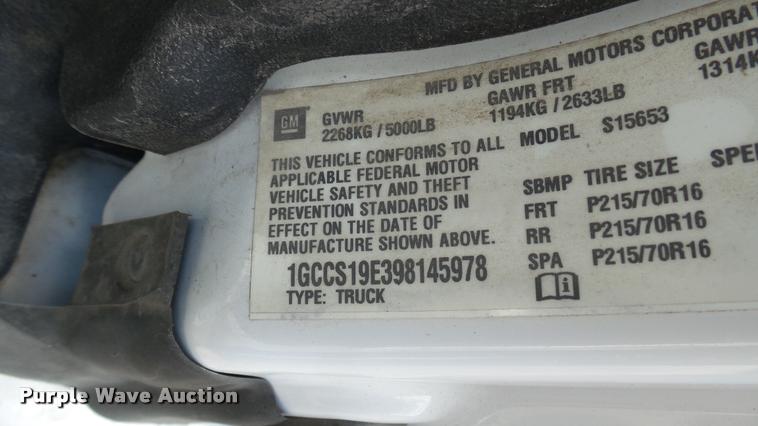 MFD BY GENERAL MOTORS CORPORAT
GM
GVWR GAWR FRT GAWR
2268KG / 5000LB 1194KG / 2633LB 1314K
THIS VEHICLE CONFORMS TO ALL
APPLICABLE FEDERAL MOTOR
VEHICLE SAFETY AND THEFT
PREVENTION STANDARDS IN
EFFECT ON THE DATE OF
MANUFACTURE SHOWN ABOVE.
1GCCS19E398145978
TYPE: TRUCK
MODEL S15653
SBMP TIRE SIZE SPE
FRT P215/70R16
RR P215/70R16
SPA P215/70R16
Purple Wave Auction